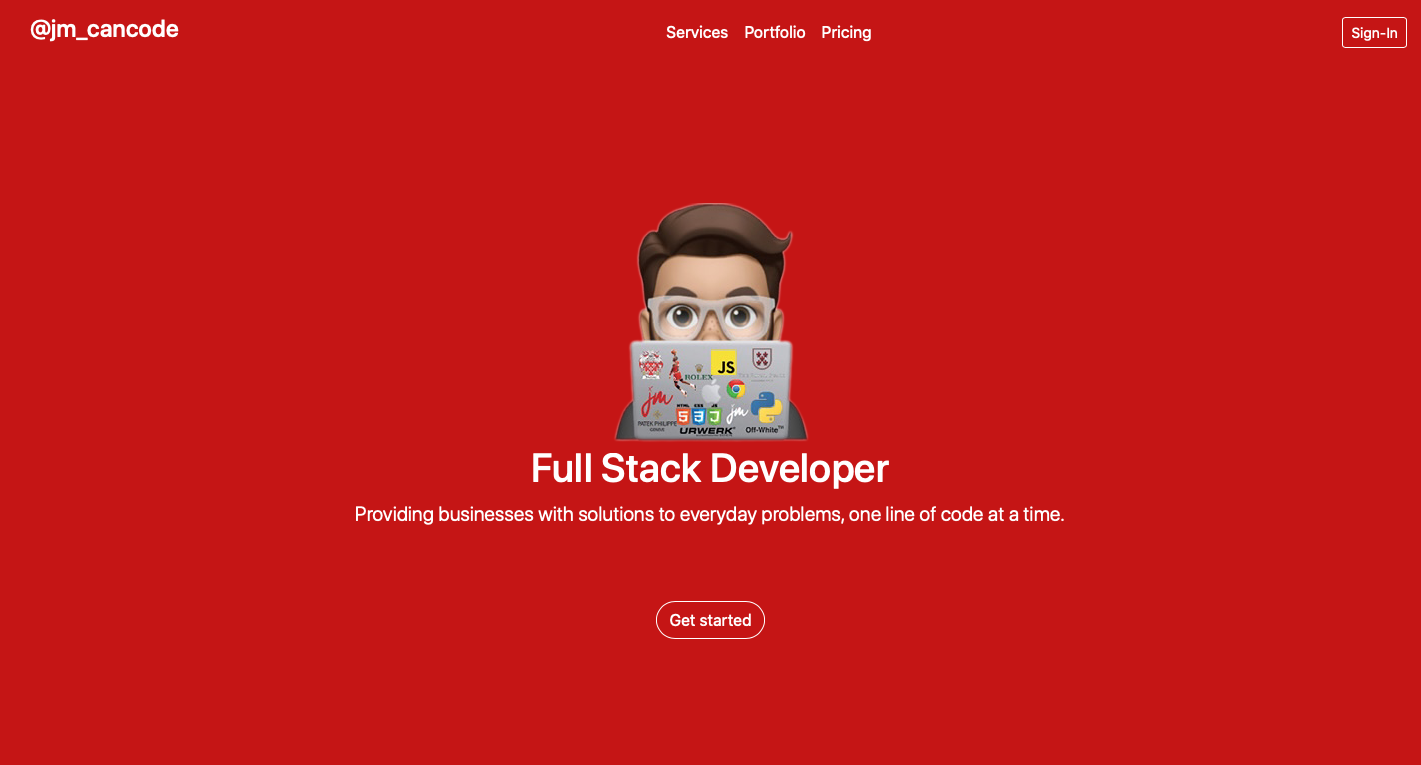 @jm_cancode
Services Portfolio Pricing
Sign-In
JS
ROLEX
jm
HTML CSS JS
5 3
jm
PATEK PHILIPPE
GENEVE
URWERK
Off-White™
Full Stack Developer
Providing businesses with solutions to everyday problems, one line of code at a time.
Get started